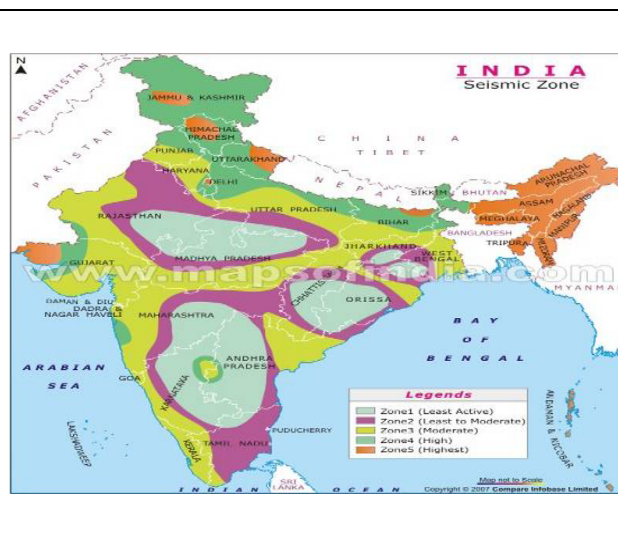 N
INDIA
Seismic Zone
AFGHANISTAN
PAKISTAN
JAMMU & KASHMIR
HIMACHAL
PRADESH
PUNJAB
UTTARAKHAND
HARYANA
DELHI
CHINA
TIBET
NEPAL
SIKKIM
BHUTAN
ARUNACHAL
PRADESH
ASSAM
NAGALAND
MEGHALAYA
MANIPUR
BANGLADESH
TRIPURA
MIZORAM
MYANMAR
RAJASTHAN
UTTAR PRADESH
BIHAR
JHARKHAND
WEST
BENGAL
GUJARAT
MADHYA PRADESH
www.mapsofindia.com
ORISSA
DAMAN & DIU
DADRA &
NAGAR HAVELI
MAHARASHTRA
BAY
OF
BENGAL
ARABIAN
SEA
GOA
KARNATAKA
ANDHRA
PRADESH
LAKSHADWEEP
KERALA
TAMIL NADU
PUDUCHERRY
ANDAMAN & NICOBAR
Legends
Zone1 (Least Active)
Zone2 (Least to Moderate)
Zone3 (Moderate)
Zone4 (High)
Zone5 (Highest)
SRI
LANKA
INDIAN OCEAN
Map not to Scale
Copyright © 2007 Compare Infobase Limited